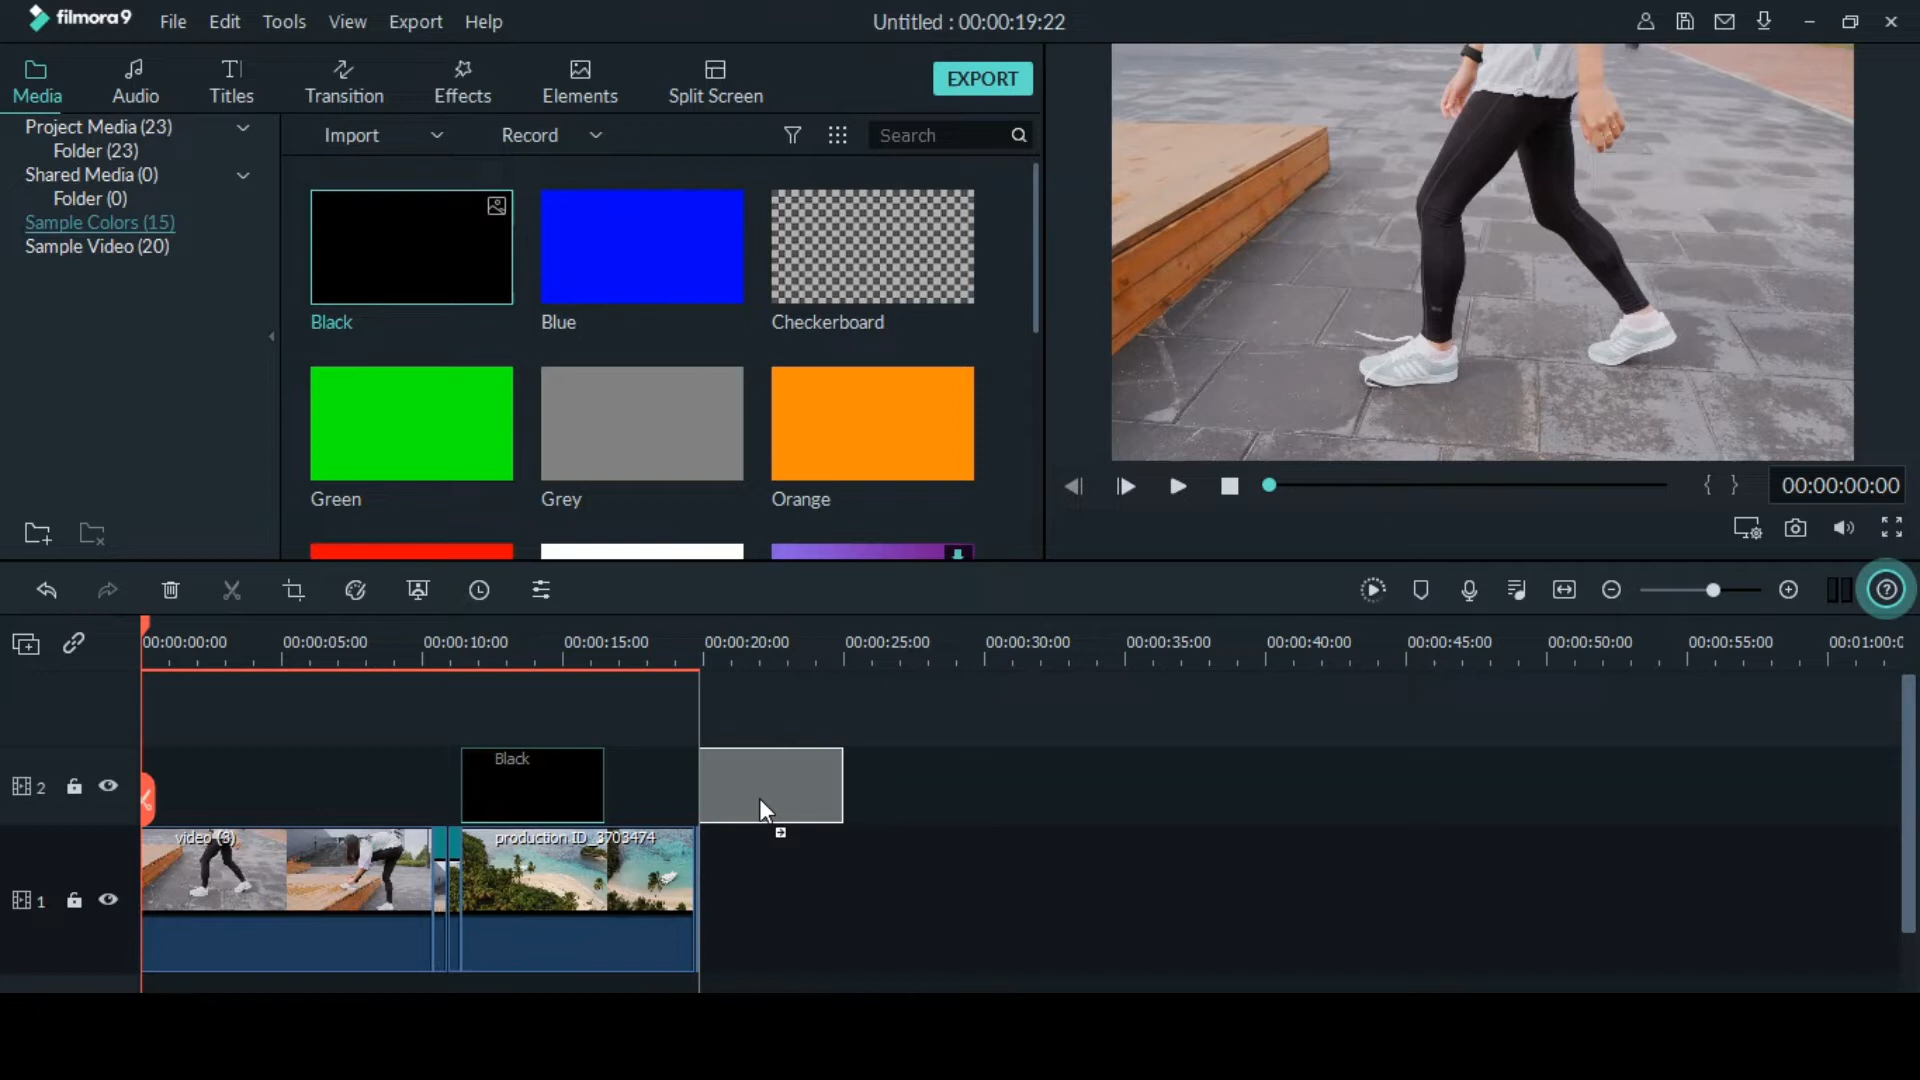 filmora9 File Edit Tools View Export Help Untitled : 00:00:19:22
Media Audio Titles Transition Effects Elements Split Screen EXPORT
Project Media (23)
Folder (23)
Shared Media (0)
Folder (0)
Sample Colors (15)
Sample Video (20)
Import Record Search
Black Blue Checkerboard
Green Grey Orange
00:00:00:00
00:00:00:00 00:00:05:00 00:00:10:00 00:00:15:00 00:00:20:00 00:00:25:00 00:00:30:00 00:00:35:00 00:00:40:00 00:00:45:00 00:00:50:00 00:00:55:00 00:01:00:0
2 Black
video (3) production ID_3703474
1